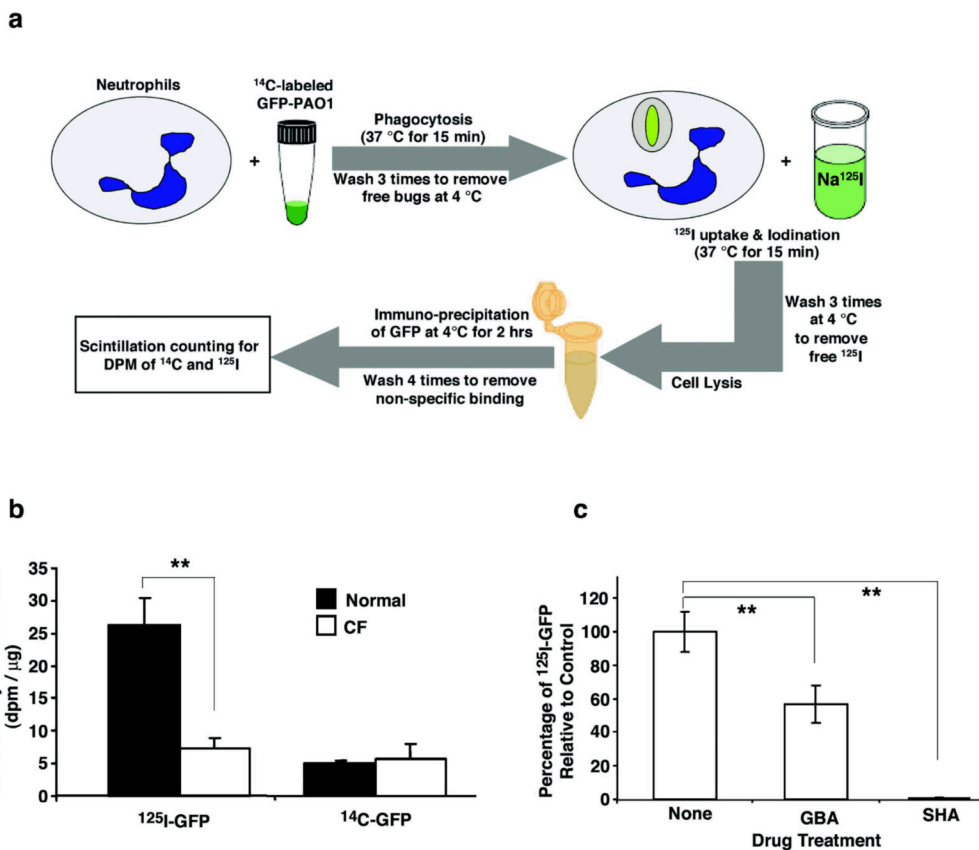 a
Neutrophils
¹⁴C-labeled
GFP-PAO1
+
Phagocytosis
(37 °C for 15 min)
Wash 3 times to remove
free bugs at 4 °C
+
Na¹²⁵I
¹²⁵I uptake & Iodination
(37 °C for 15 min)
Wash 3 times
at 4 °C
to remove
free ¹²⁵I
Cell Lysis
Immuno-precipitation
of GFP at 4°C for 2 hrs
Wash 4 times to remove
non-specific binding
Scintillation counting for
DPM of ¹⁴C and ¹²⁵I
b
(dpm / µg)
35
30
25
20
15
10
5
0
**
Normal
CF
¹²⁵I-GFP
¹⁴C-GFP
c
Percentage of ¹²⁵I-GFP
Relative to Control
120
100
80
60
40
20
0
**
**
None
GBA
SHA
Drug Treatment